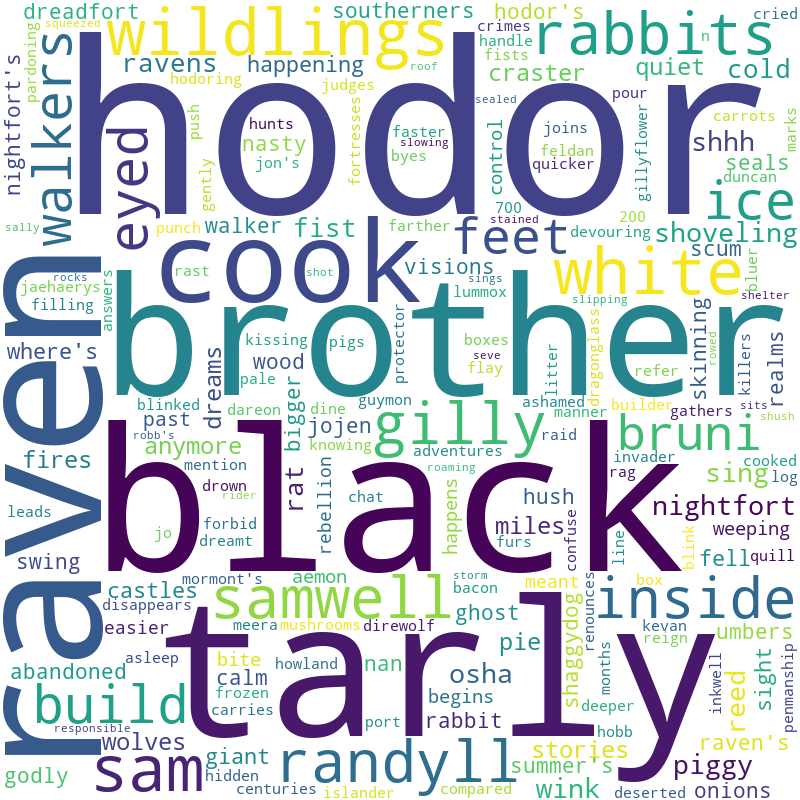 squeezed
dreadfort
southerners
hodor's
crimes
n
cried
pardoning
wildlings
rabbits
handle
nightfort's
walkers
ravens
happening
fists
quiet
cold
hodoring
roof
judges
craster
hodor
eyed
push
fortresses
sealed
pour
carrots
marks
hunts
nasty
faster
slowing
joins
control
gillyflower
shhh
jon's
byes
feldan
quicker
seals
duncan
gently
700
200
ice
sally
punch
walker
fist
farther
feet
stained
devouring
shoveling
raven
cook
visions
white
scum
bluer
rocks
rast
shot
sings
lummox
slipping
shelter
jaehaerys
filling
answers
brother
protector
dragonglass
skinning
realms
where's
kissing
pigs
boxes
seve
flay
litter
refer
rowed
killers
dreams
wood
pale
guymon
ashamed
manner
builder
blinked
past
dareon
dine
gilly
gathers
sits
shush
robb's
bigger
jojen
knowing
adventures
raid
bruni
fires
anymore
mention
rat
roaming
invader
cooked
rider
black
rag
sing
log
leads
drown
rebellion
chat
happens
hush
confuse
line
nightfort
jo
forbid
miles
weeping
dreamt
furs
blink
quill
swing
fell
mormont's
aemon
storm
meant
box
castles
samwell
bacon
inside
disappears
ghost
renounces
kevan
easier
meera
mushrooms
direwolf
shaggydog
reign
umbers
tarly
pie
months
inkwell
penmanship
abandoned
asleep
bite
howland
nan
osha
deeper
reed
sight
calm
build
frozen
carries
begins
port
rabbit
hobb
responsible
wolves
stories
raven's
godly
giant
hidden
sam
randyll
summer's
piggy
centuries
islander
compared
wink
deserted
onions